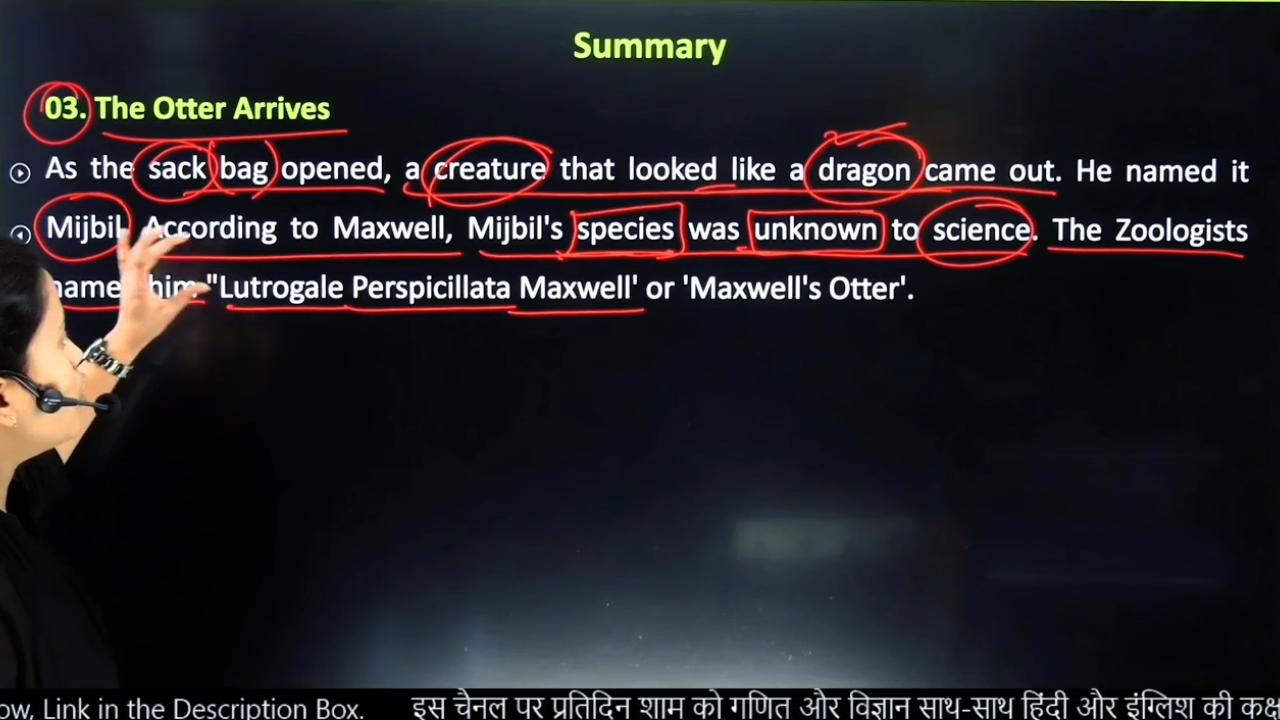 Summary
03. The Otter Arrives
As the sack bag opened, a creature that looked like a dragon came out. He named it
Mijbil According to Maxwell, Mijbil's species was unknown to science. The Zoologists
him "Lutrogale Perspicillata Maxwell' or 'Maxwell's Otter'.
ow, Link in the Description Box. इस चैनल पर प्रतिदिन शाम को गणित और विज्ञान साथ-साथ हिंदी और इंग्लिश की कक्ष